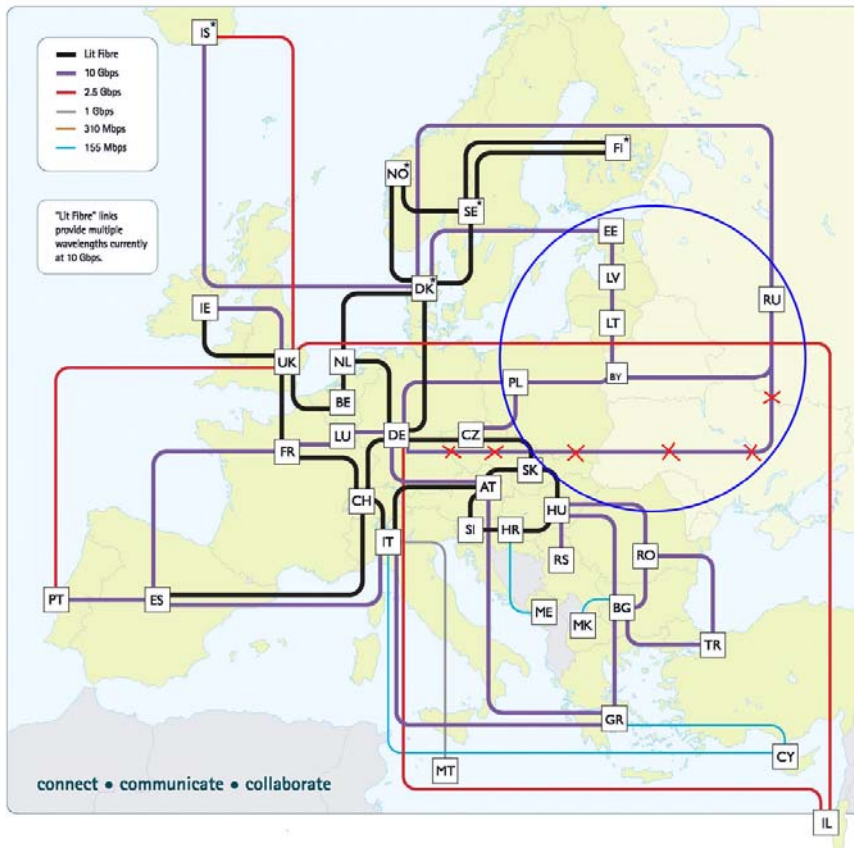 IS*
Lit Fibre
10 Gbps
2.5 Gbps
1 Gbps
310 Mbps
155 Mbps
"Lit Fibre" links
provide multiple
wavelengths currently
at 10 Gbps.
FI*
NO*
SE*
EE
LV
DK*
RU
IE
LT
UK
NL
BY
PL
BE
LU
DE
CZ
FR
SK
AT
CH
HU
SI
HR
IT
RO
RS
PT
ES
ME
MK
BG
TR
GR
CY
MT
connect • communicate • collaborate
IL